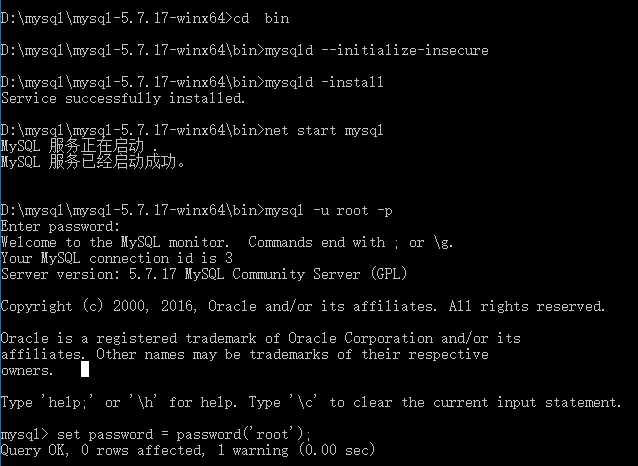 D:\mysql\mysql-5.7.17-winx64>cd  bin
D:\mysql\mysql-5.7.17-winx64\bin>mysqld --initialize-insecure
D:\mysql\mysql-5.7.17-winx64\bin>mysqld -install
Service successfully installed.
D:\mysql\mysql-5.7.17-winx64\bin>net start mysql
MySQL 服务正在启动 .
MySQL 服务已经启动成功。
D:\mysql\mysql-5.7.17-winx64\bin>mysql -u root -p
Enter password:
Welcome to the MySQL monitor.  Commands end with ; or \g.
Your MySQL connection id is 3
Server version: 5.7.17 MySQL Community Server (GPL)
Copyright (c) 2000, 2016, Oracle and/or its affiliates. All rights reserved.
Oracle is a registered trademark of Oracle Corporation and/or its
affiliates. Other names may be trademarks of their respective
owners.
Type 'help;' or '\h' for help. Type '\c' to clear the current input statement.
mysql> set password = password('root');
Query OK, 0 rows affected, 1 warning (0.00 sec)